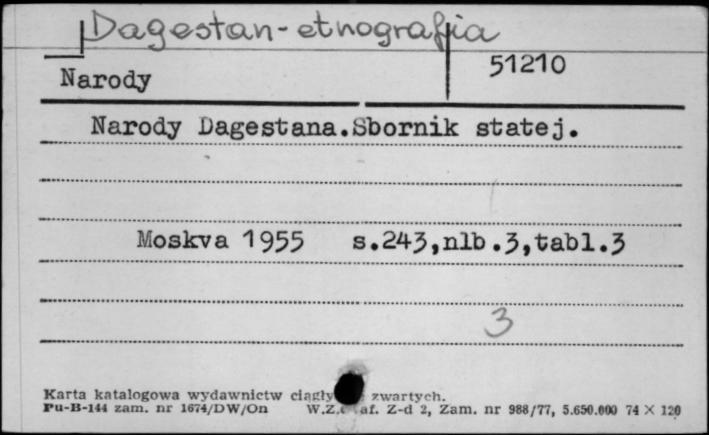 Dagestan-etnografia
51210
Narody
Narody Dagestana.Sbornik statej.
Moskva 1955 s.243,nlb.3,tabl.3
3
Karta katalogowa wydawnictw ciągły zwartych.
Pu-B-144 zam. nr 1674/DW/On W.Z. af. Z-d 2, Zam. nr 988/77, 5.650.000 74 X 120